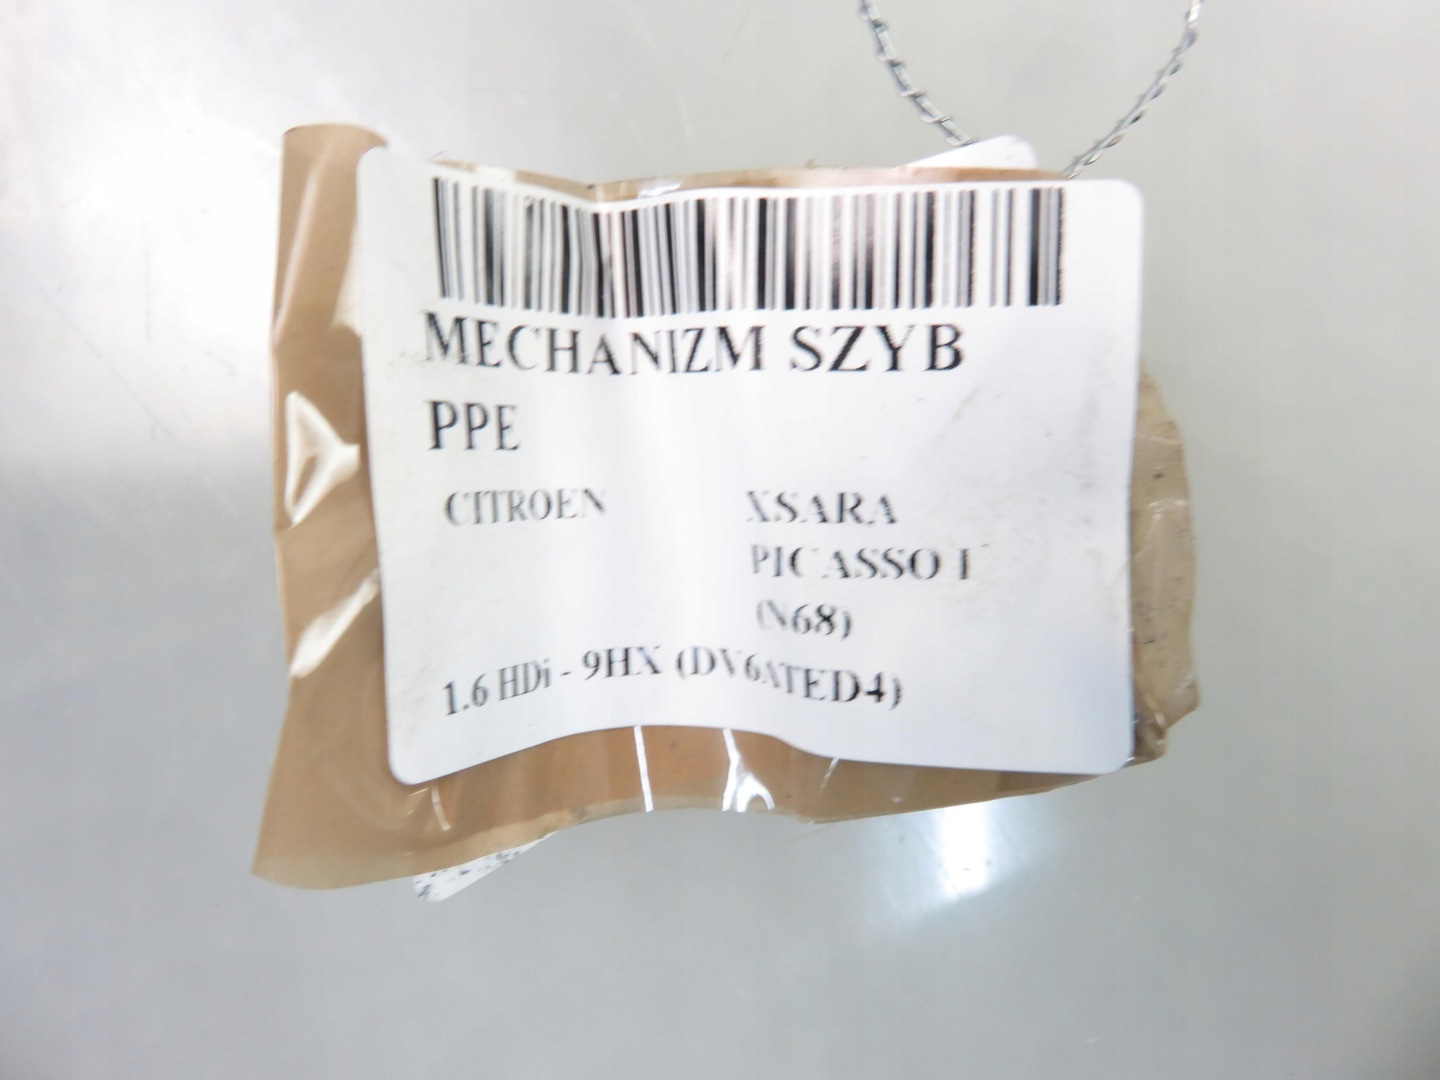 MECHANIZM SZYB
PPE
CITROEN XSARA
PICASSO I
(N68)
1.6 HDi - 9HX (DV6ATED4)